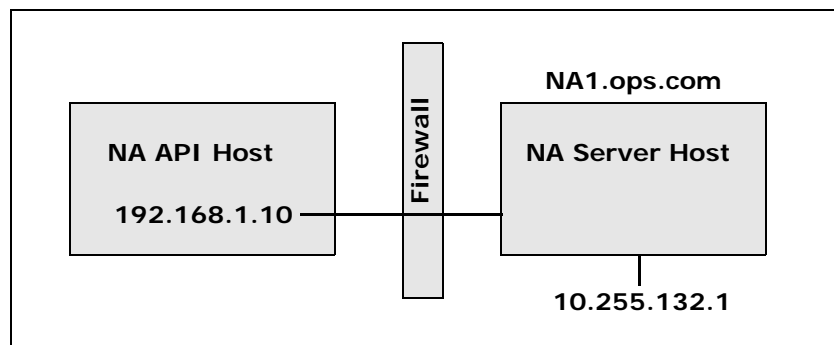 NA1.ops.com
NA API Host
Firewall
NA Server Host
192.168.1.10
10.255.132.1